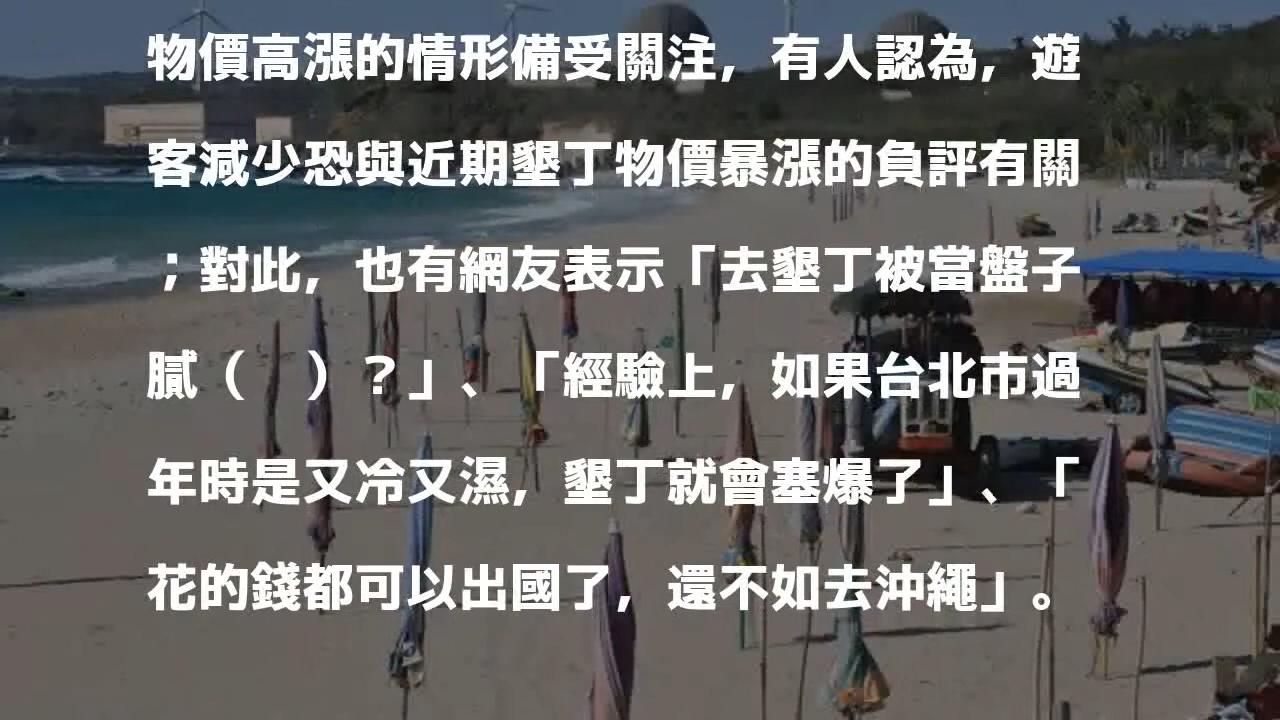 物價高漲的情形備受關注，有人認為，遊
客減少恐與近期墾丁物價暴漲的負評有關
；對此，也有網友表示「去墾丁被當盤子
膩（　）？」、「經驗上，如果台北市過
年時是又冷又濕，墾丁就會塞爆了」、「
花的錢都可以出國了，還不如去沖繩」。